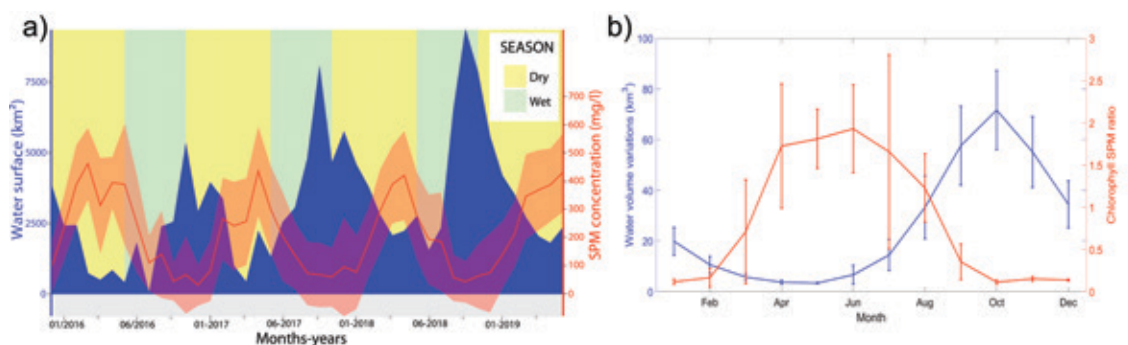 a)
SEASON
Dry
Wet
Water surface (km²)
7500
5000
2500
0
SPM concentration (mg/l)
700
600
500
400
300
200
100
0
01/2016
06/2016
01-2017
06-2017
01-2018
06-2018
01-2019
Months-years
b)
Water volume variations (km³)
100
80
60
40
20
0
Chlorophyll SPM ratio
3
2.5
2
1.5
1
0.5
0
Feb
Apr
Jun
Aug
Oct
Dec
Month